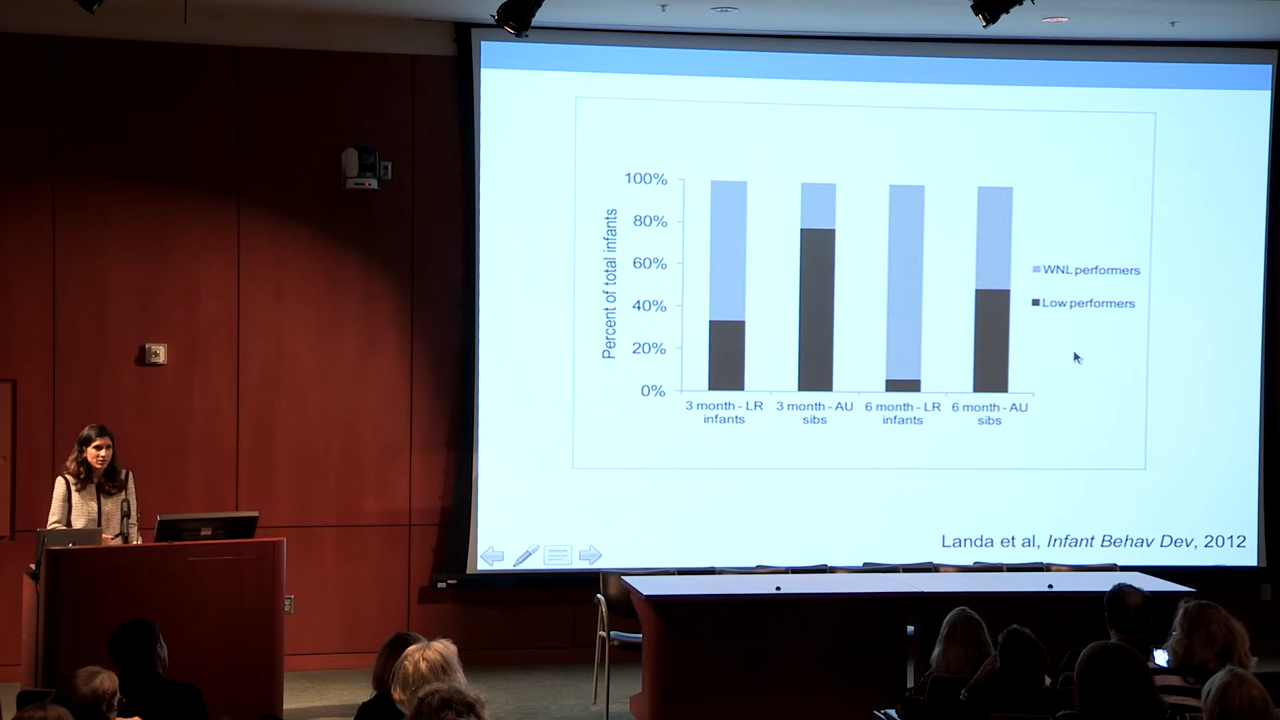 100%
80%
60%
40%
20%
0%
Percent of total infants
3 month - LR infants
3 month - AU sibs
6 month - LR infants
6 month - AU sibs
WNL performers
Low performers
Landa et al, Infant Behav Dev, 2012